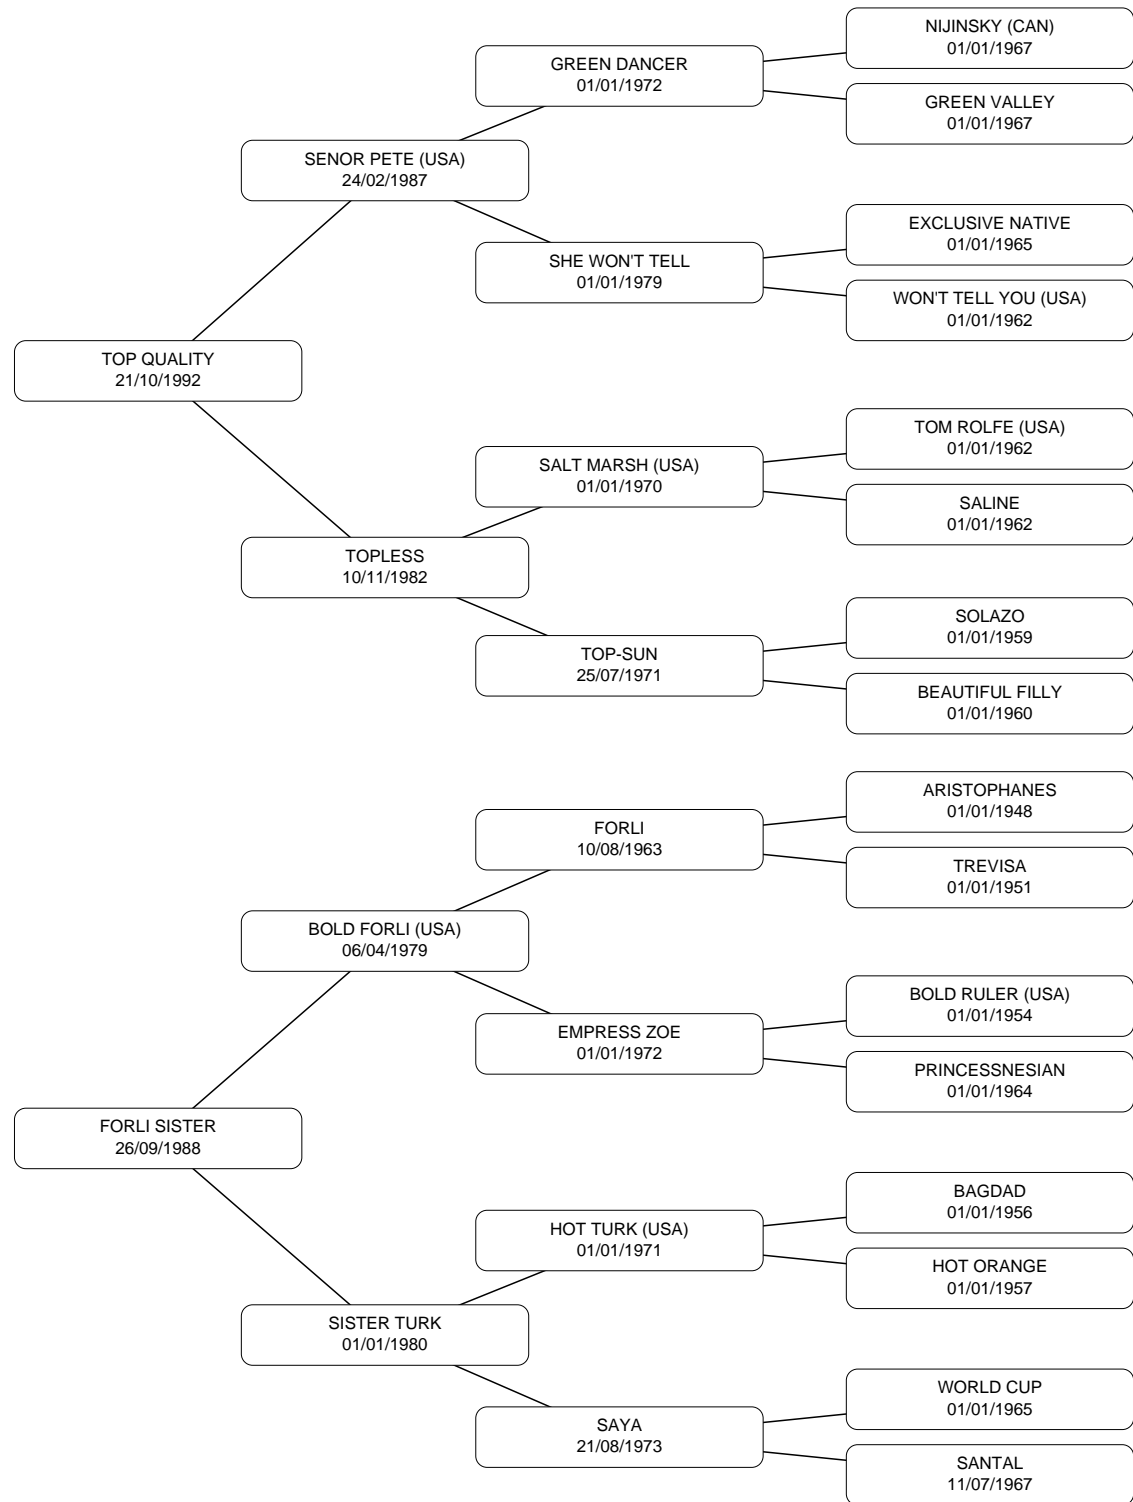 NIJINSKY (CAN)
01/01/1967
GREEN DANCER
01/01/1972
GREEN VALLEY
01/01/1967
SENOR PETE (USA)
24/02/1987
EXCLUSIVE NATIVE
01/01/1965
SHE WON'T TELL
01/01/1979
WON'T TELL YOU (USA)
01/01/1962
TOP QUALITY
21/10/1992
TOM ROLFE (USA)
01/01/1962
SALT MARSH (USA)
01/01/1970
SALINE
01/01/1962
TOPLESS
10/11/1982
SOLAZO
01/01/1959
TOP-SUN
25/07/1971
BEAUTIFUL FILLY
01/01/1960
ARISTOPHANES
01/01/1948
FORLI
10/08/1963
TREVISA
01/01/1951
BOLD FORLI (USA)
06/04/1979
BOLD RULER (USA)
01/01/1954
EMPRESS ZOE
01/01/1972
PRINCESSNESIAN
01/01/1964
FORLI SISTER
26/09/1988
BAGDAD
01/01/1956
HOT TURK (USA)
01/01/1971
HOT ORANGE
01/01/1957
SISTER TURK
01/01/1980
WORLD CUP
01/01/1965
SAYA
21/08/1973
SANTAL
11/07/1967